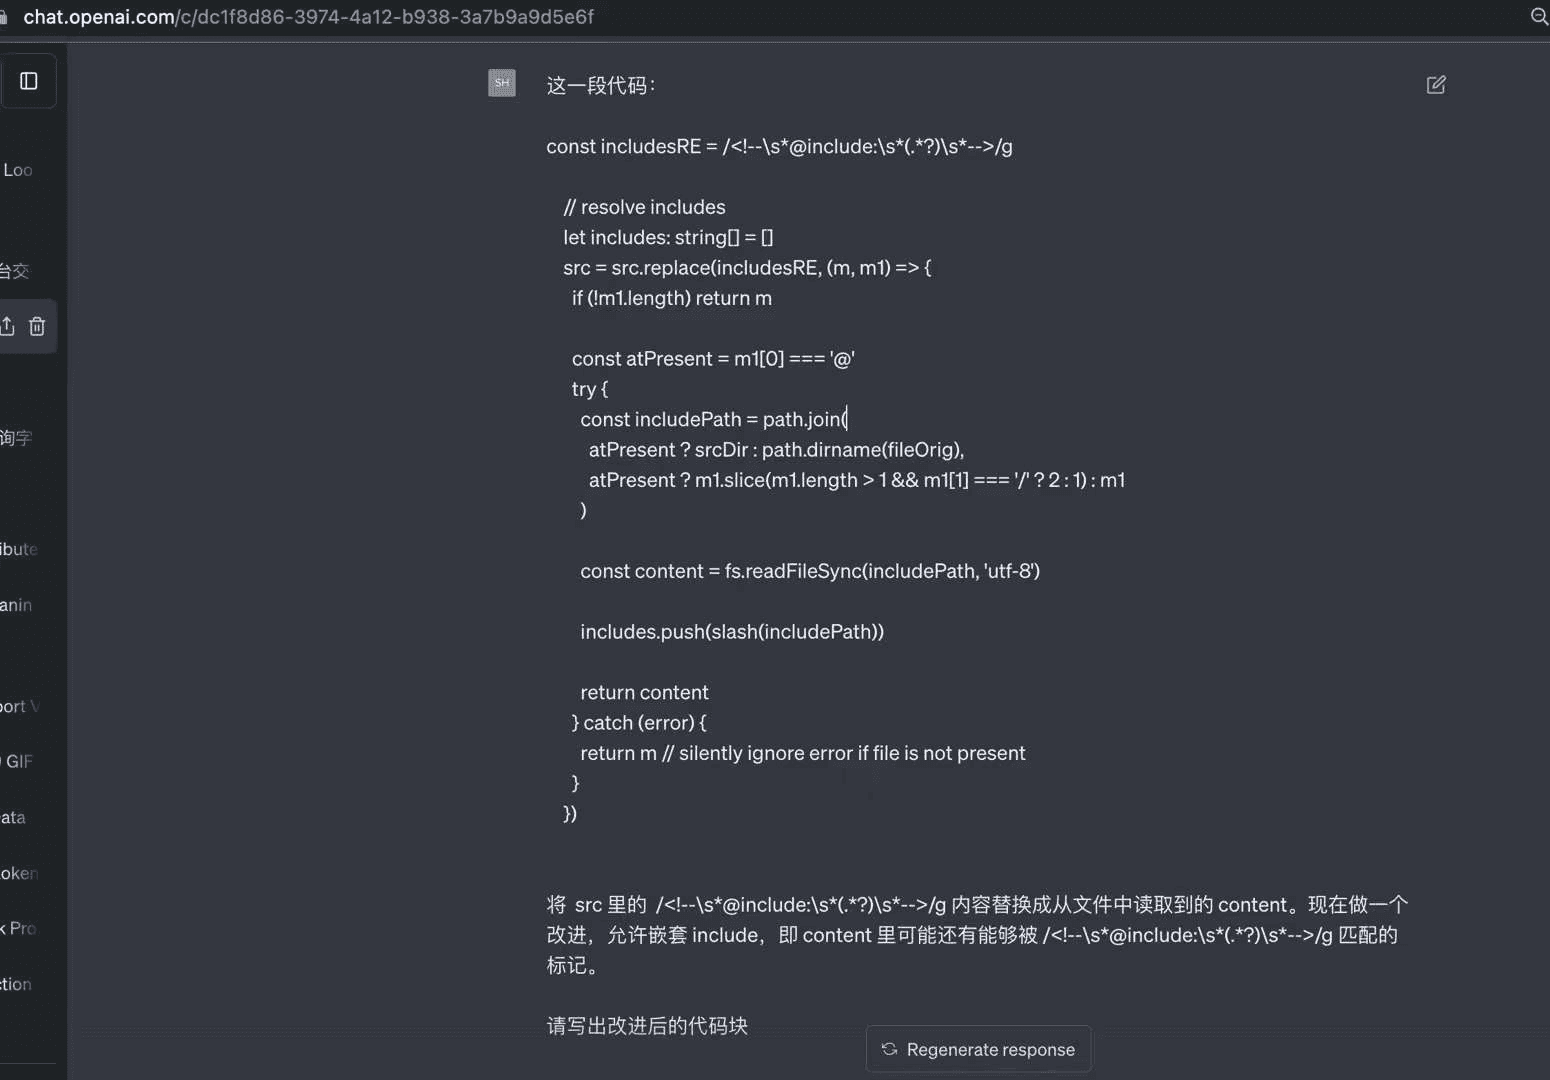 chat.openai.com/c/dc1f8d86-3974-4a12-b938-3a7b9a9d5e6f
Loo
台交
询字
ibute
anin
port V
GIF
ata
oken
k Pro
ction
SH
这一段代码：
const includesRE = /<!--\s*@include:\s*(.*?)\s*-->/g
// resolve includes
let includes: string[] = []
src = src.replace(includesRE, (m, m1) => {
if (!m1.length) return m
const atPresent = m1[0] === '@'
try {
const includePath = path.join(
atPresent ? srcDir : path.dirname(fileOrig),
atPresent ? m1.slice(m1.length > 1 && m1[1] === '/' ? 2 : 1) : m1
)
const content = fs.readFileSync(includePath, 'utf-8')
includes.push(slash(includePath))
return content
} catch (error) {
return m // silently ignore error if file is not present
}
})
将 src 里的 /<!--\s*@include:\s*(.*?)\s*-->/g 内容替换成从文件中读取到的 content。现在做一个
改进，允许嵌套 include，即 content 里可能还有能够被 /<!--\s*@include:\s*(.*?)\s*-->/g 匹配的
标记。
请写出改进后的代码块
Regenerate response